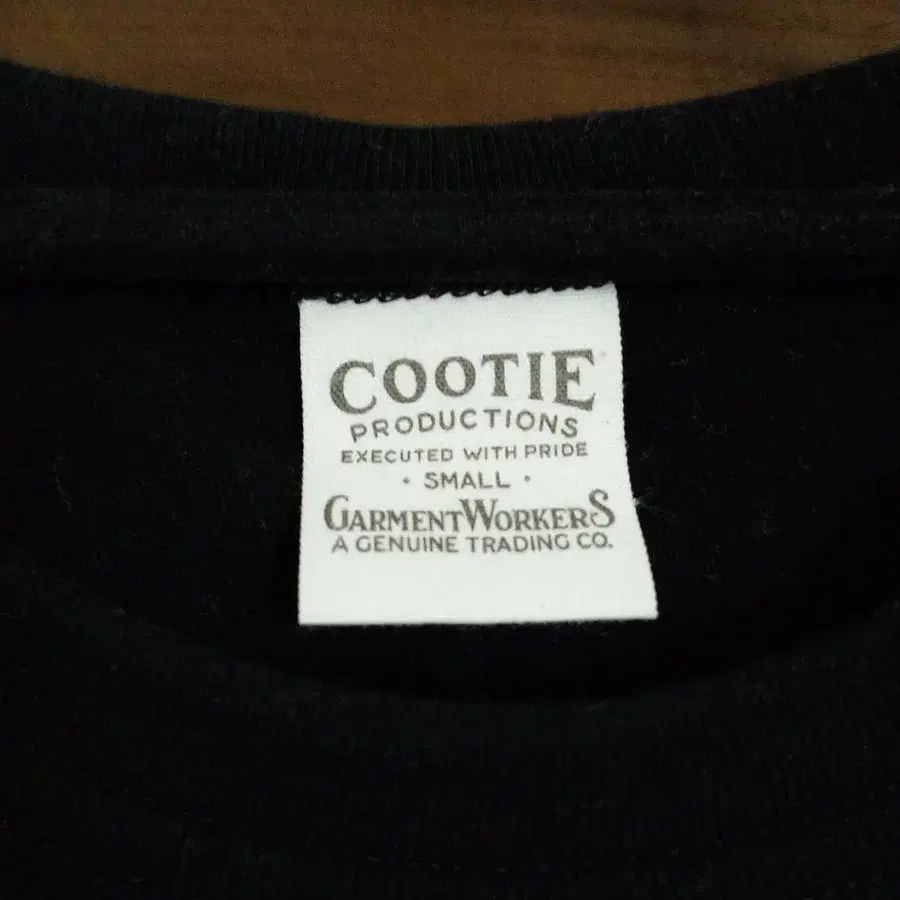 COOTIE
PRODUCTIONS
EXECUTED WITH PRIDE
· SMALL ·
GARMENTWORKERS
A GENUINE TRADING CO.